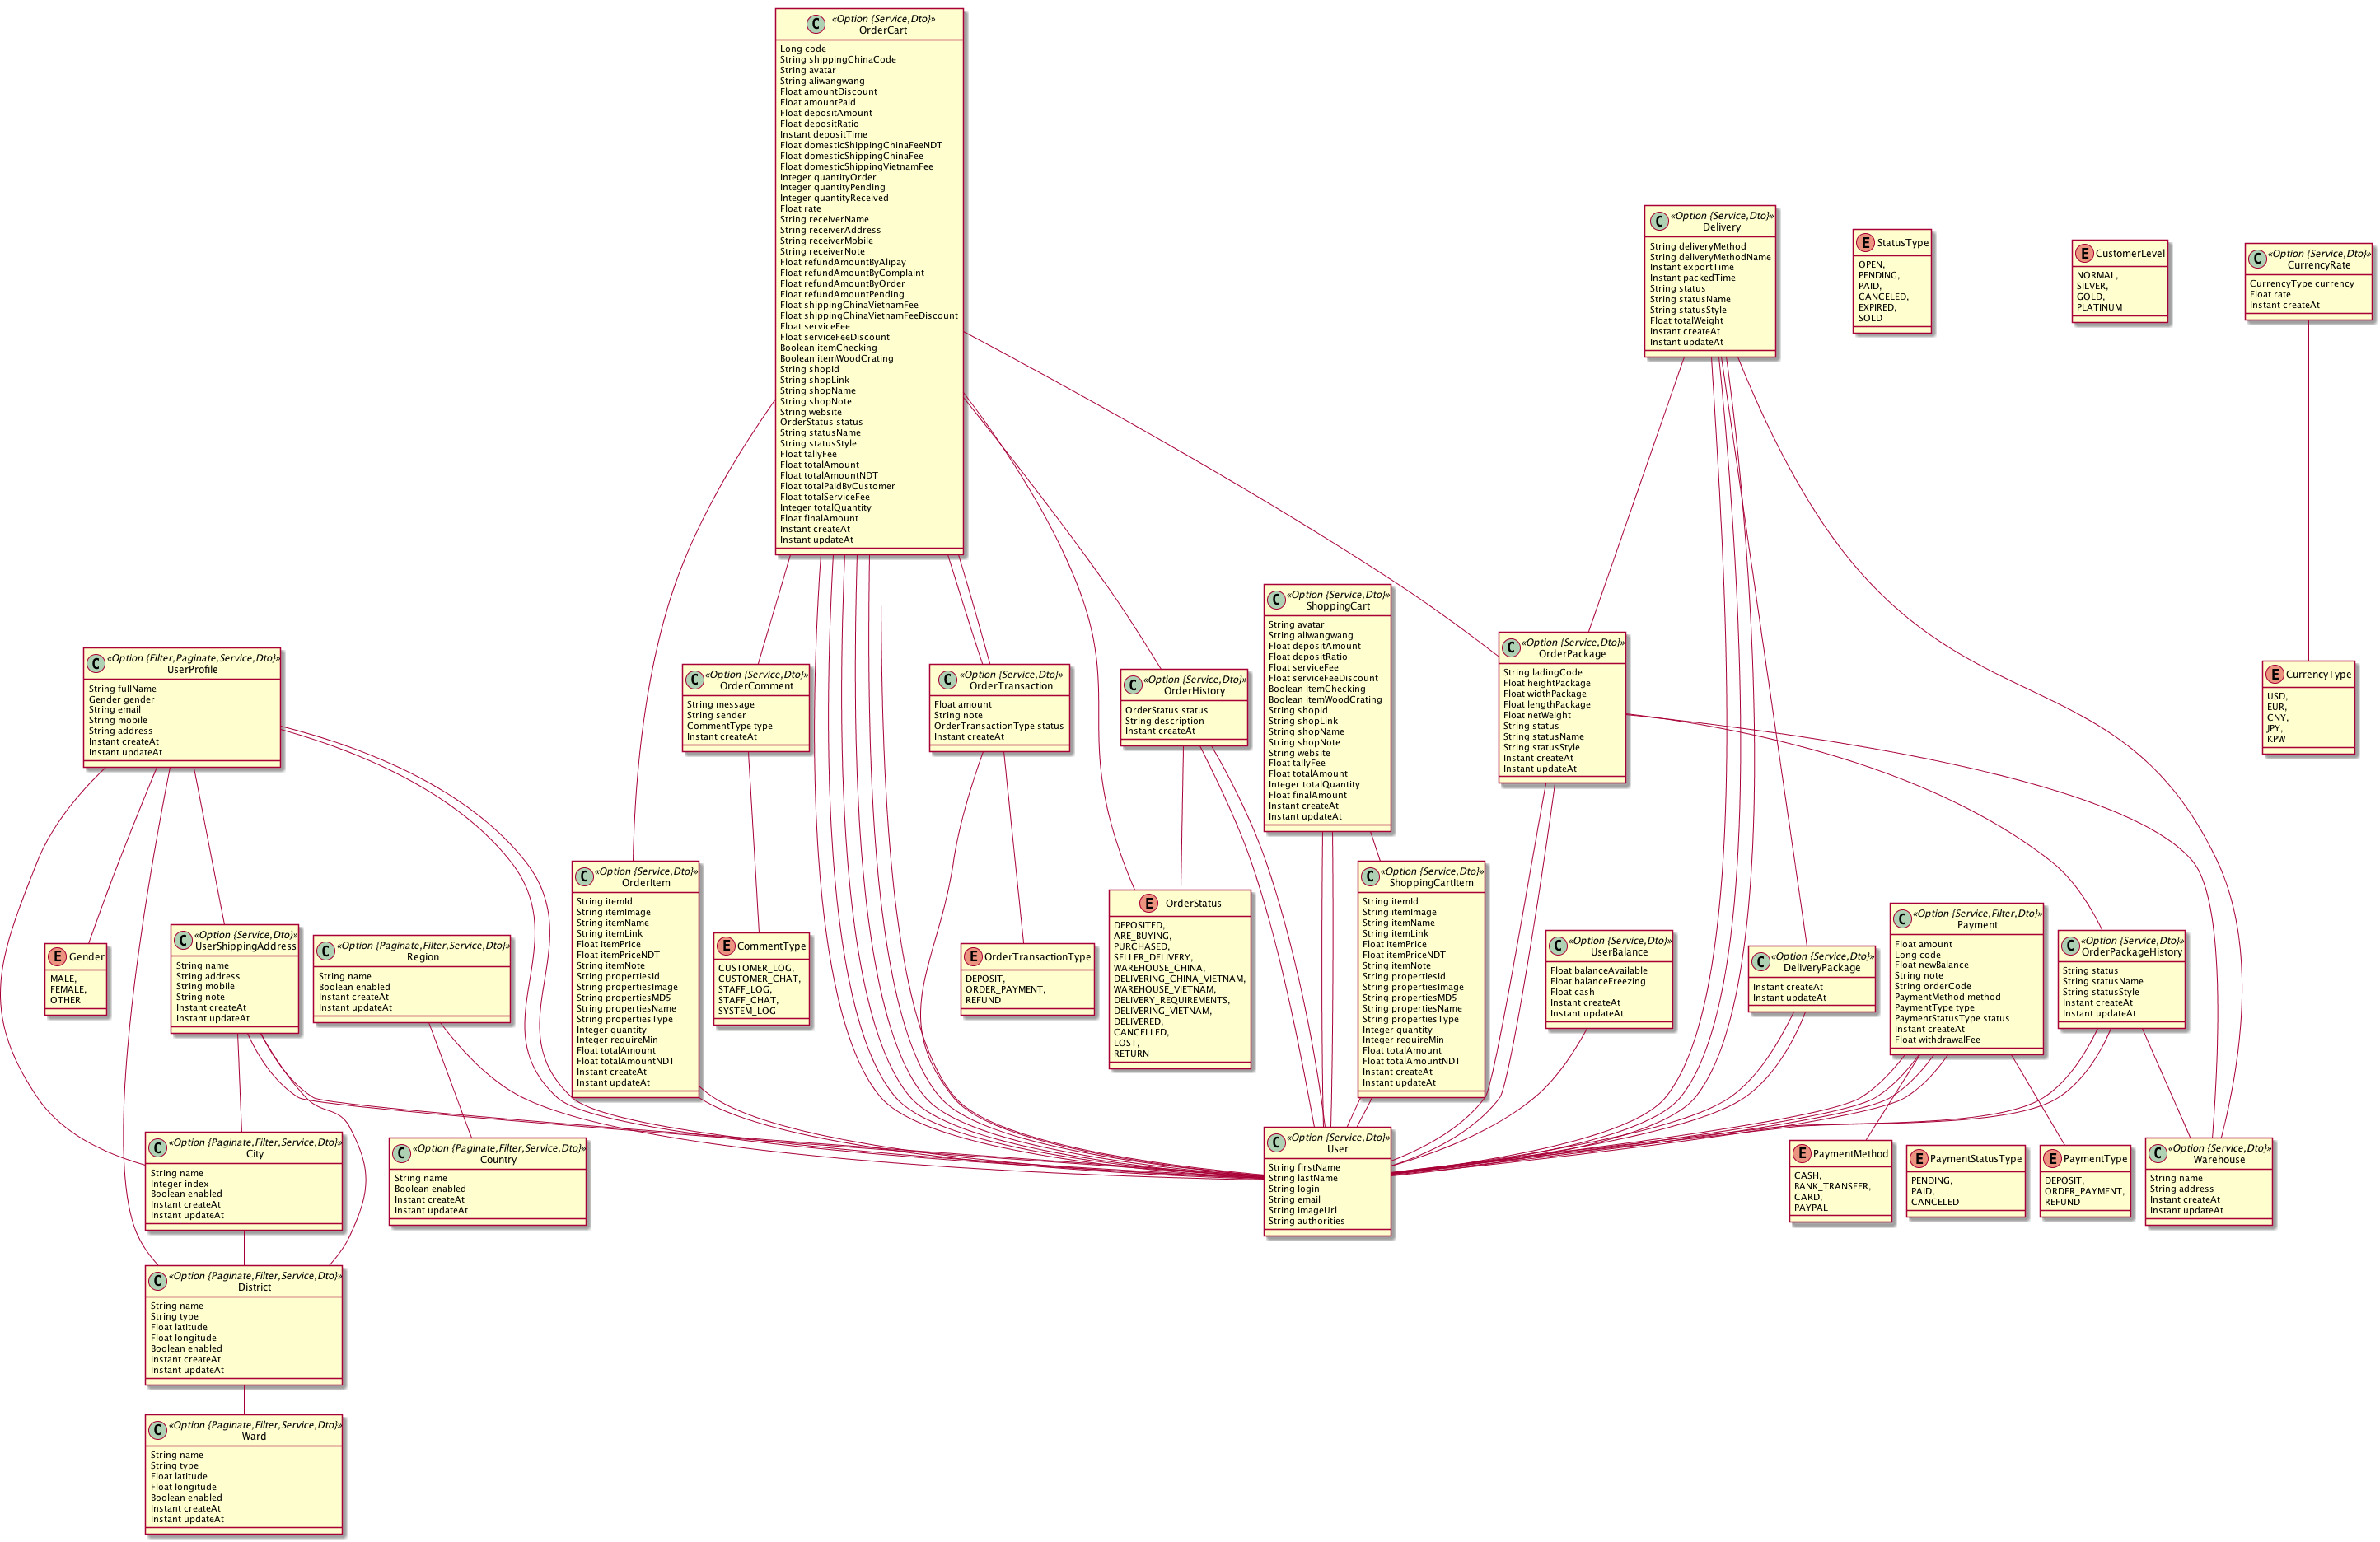 C
«Option {Service,Dto}»
OrderCart
Long code
String shippingChinaCode
String avatar
String aliwangwang
Float amountDiscount
Float amountPaid
Float depositAmount
Float depositRatio
Instant depositTime
Float domesticShippingChinaFeeNDT
Float domesticShippingChinaFee
Float domesticShippingVietnamFee
Integer quantityOrder
Integer quantityPending
Integer quantityReceived
Float rate
String receiverName
String receiverAddress
String receiverMobile
String receiverNote
Float refundAmountByAlipay
Float refundAmountByComplaint
Float refundAmountByOrder
Float refundAmountPending
Float shippingChinaVietnamFee
Float shippingChinaVietnamFeeDiscount
Float serviceFee
Float serviceFeeDiscount
Boolean itemChecking
Boolean itemWoodCrating
String shopId
String shopLink
String shopName
String shopNote
String website
OrderStatus status
String statusName
String statusStyle
Float tallyFee
Float totalAmount
Float totalAmountNDT
Float totalPaidByCustomer
Float totalServiceFee
Integer totalQuantity
Float finalAmount
Instant createAt
Instant updateAt
C
«Option {Service,Dto}»
Delivery
String deliveryMethod
String deliveryMethodName
Instant exportTime
Instant packedTime
String status
String statusName
String statusStyle
Float totalWeight
Instant createAt
Instant updateAt
E
StatusType
OPEN,
PENDING,
PAID,
CANCELED,
EXPIRED,
SOLD
E
CustomerLevel
NORMAL,
SILVER,
GOLD,
PLATINUM
C
«Option {Service,Dto}»
CurrencyRate
CurrencyType currency
Float rate
Instant createAt
C
«Option {Filter,Paginate,Service,Dto}»
UserProfile
String fullName
Gender gender
String email
String mobile
String address
Instant createAt
Instant updateAt
C
«Option {Service,Dto}»
OrderComment
String message
String sender
CommentType type
Instant createAt
C
«Option {Service,Dto}»
OrderTransaction
Float amount
String note
OrderTransactionType status
Instant createAt
C
«Option {Service,Dto}»
OrderHistory
OrderStatus status
String description
Instant createAt
C
«Option {Service,Dto}»
ShoppingCart
String avatar
String aliwangwang
Float depositAmount
Float depositRatio
Float serviceFee
Float serviceFeeDiscount
Boolean itemChecking
Boolean itemWoodCrating
String shopId
String shopLink
String shopName
String shopNote
String website
Float tallyFee
Float totalAmount
Integer totalQuantity
Float finalAmount
Instant createAt
Instant updateAt
C
«Option {Service,Dto}»
OrderPackage
String ladingCode
Float heightPackage
Float widthPackage
Float lengthPackage
Float netWeight
String status
String statusName
String statusStyle
Instant createAt
Instant updateAt
E
CurrencyType
USD,
EUR,
CNY,
JPY,
KPW
E
Gender
MALE,
FEMALE,
OTHER
C
«Option {Service,Dto}»
UserShippingAddress
String name
String address
String mobile
String note
Instant createAt
Instant updateAt
C
«Option {Paginate,Filter,Service,Dto}»
Region
String name
Boolean enabled
Instant createAt
Instant updateAt
C
«Option {Service,Dto}»
OrderItem
String itemId
String itemImage
String itemName
String itemLink
Float itemPrice
Float itemPriceNDT
String itemNote
String propertiesId
String propertiesImage
String propertiesMD5
String propertiesName
String propertiesType
Integer quantity
Integer requireMin
Float totalAmount
Float totalAmountNDT
Instant createAt
Instant updateAt
E
CommentType
CUSTOMER_LOG,
CUSTOMER_CHAT,
STAFF_LOG,
STAFF_CHAT,
SYSTEM_LOG
E
OrderTransactionType
DEPOSIT,
ORDER_PAYMENT,
REFUND
E
OrderStatus
DEPOSITED,
ARE_BUYING,
PURCHASED,
SELLER_DELIVERY,
WAREHOUSE_CHINA,
DELIVERING_CHINA_VIETNAM,
WAREHOUSE_VIETNAM,
DELIVERY_REQUIREMENTS,
DELIVERING_VIETNAM,
DELIVERED,
CANCELLED,
LOST,
RETURN
C
«Option {Service,Dto}»
ShoppingCartItem
String itemId
String itemImage
String itemName
String itemLink
Float itemPrice
Float itemPriceNDT
String itemNote
String propertiesId
String propertiesImage
String propertiesMD5
String propertiesName
String propertiesType
Integer quantity
Integer requireMin
Float totalAmount
Float totalAmountNDT
Instant createAt
Instant updateAt
C
«Option {Service,Dto}»
UserBalance
Float balanceAvailable
Float balanceFreezing
Float cash
Instant createAt
Instant updateAt
C
«Option {Service,Dto}»
DeliveryPackage
Instant createAt
Instant updateAt
C
«Option {Service,Filter,Dto}»
Payment
Float amount
Long code
Float newBalance
String note
String orderCode
PaymentMethod method
PaymentType type
PaymentStatusType status
Instant createAt
Float withdrawalFee
C
«Option {Service,Dto}»
OrderPackageHistory
String status
String statusName
String statusStyle
Instant createAt
Instant updateAt
C
«Option {Paginate,Filter,Service,Dto}»
City
String name
Integer index
Boolean enabled
Instant createAt
Instant updateAt
C
«Option {Paginate,Filter,Service,Dto}»
Country
String name
Boolean enabled
Instant createAt
Instant updateAt
C
«Option {Service,Dto}»
User
String firstName
String lastName
String login
String email
String imageUrl
String authorities
E
PaymentMethod
CASH,
BANK_TRANSFER,
CARD,
PAYPAL
E
PaymentStatusType
PENDING,
PAID,
CANCELED
E
PaymentType
DEPOSIT,
ORDER_PAYMENT,
REFUND
C
«Option {Service,Dto}»
Warehouse
String name
String address
Instant createAt
Instant updateAt
C
«Option {Paginate,Filter,Service,Dto}»
District
String name
String type
Float latitude
Float longitude
Boolean enabled
Instant createAt
Instant updateAt
C
«Option {Paginate,Filter,Service,Dto}»
Ward
String name
String type
Float latitude
Float longitude
Boolean enabled
Instant createAt
Instant updateAt